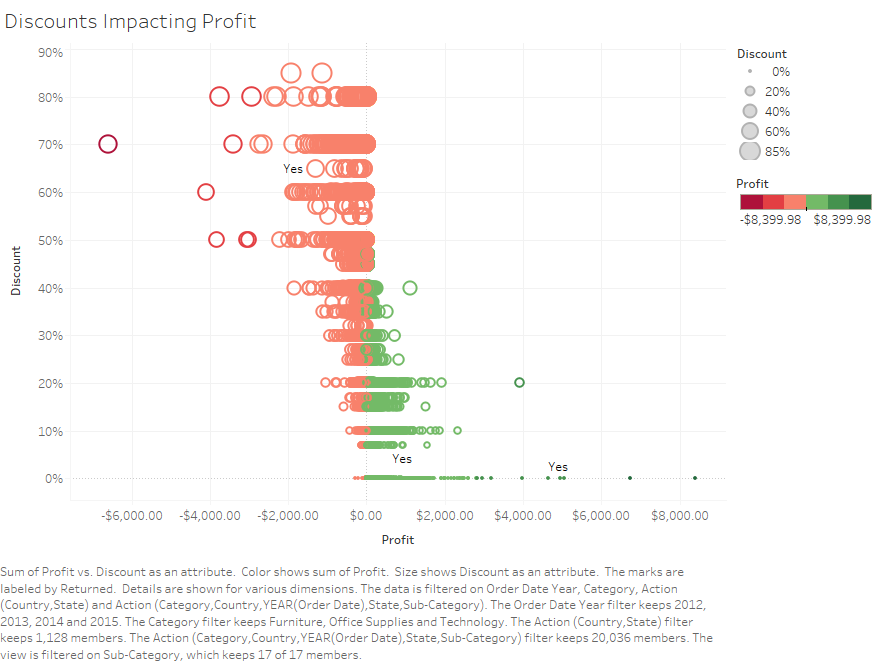 Discounts Impacting Profit
90%
80%
70%
60%
50%
40%
30%
20%
10%
0%
Discount
Yes
Yes
Yes
-$6,000.00 -$4,000.00 -$2,000.00 $0.00 $2,000.00 $4,000.00 $6,000.00 $8,000.00
Profit
Discount
0%
20%
40%
60%
85%
Profit
-$8,399.98 $8,399.98
Sum of Profit vs. Discount as an attribute. Color shows sum of Profit. Size shows Discount as an attribute. The marks are
labeled by Returned. Details are shown for various dimensions. The data is filtered on Order Date Year, Category, Action
(Country,State) and Action (Category,Country,YEAR(Order Date),State,Sub-Category). The Order Date Year filter keeps 2012,
2013, 2014 and 2015. The Category filter keeps Furniture, Office Supplies and Technology. The Action (Country,State) filter
keeps 1,128 members. The Action (Category,Country,YEAR(Order Date),State,Sub-Category) filter keeps 20,036 members. The
view is filtered on Sub-Category, which keeps 17 of 17 members.